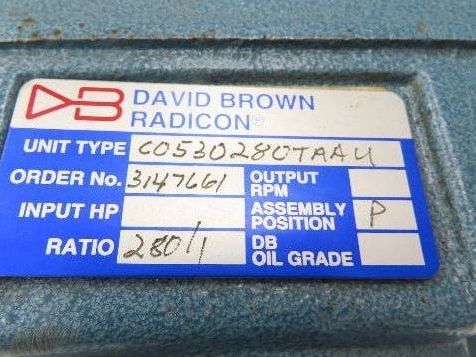 DB DAVID BROWN
RADICON®
UNIT TYPE C0530280TAAU
ORDER No. 3147661 OUTPUT RPM
INPUT HP ASSEMBLY POSITION P
RATIO 280/1 DB OIL GRADE